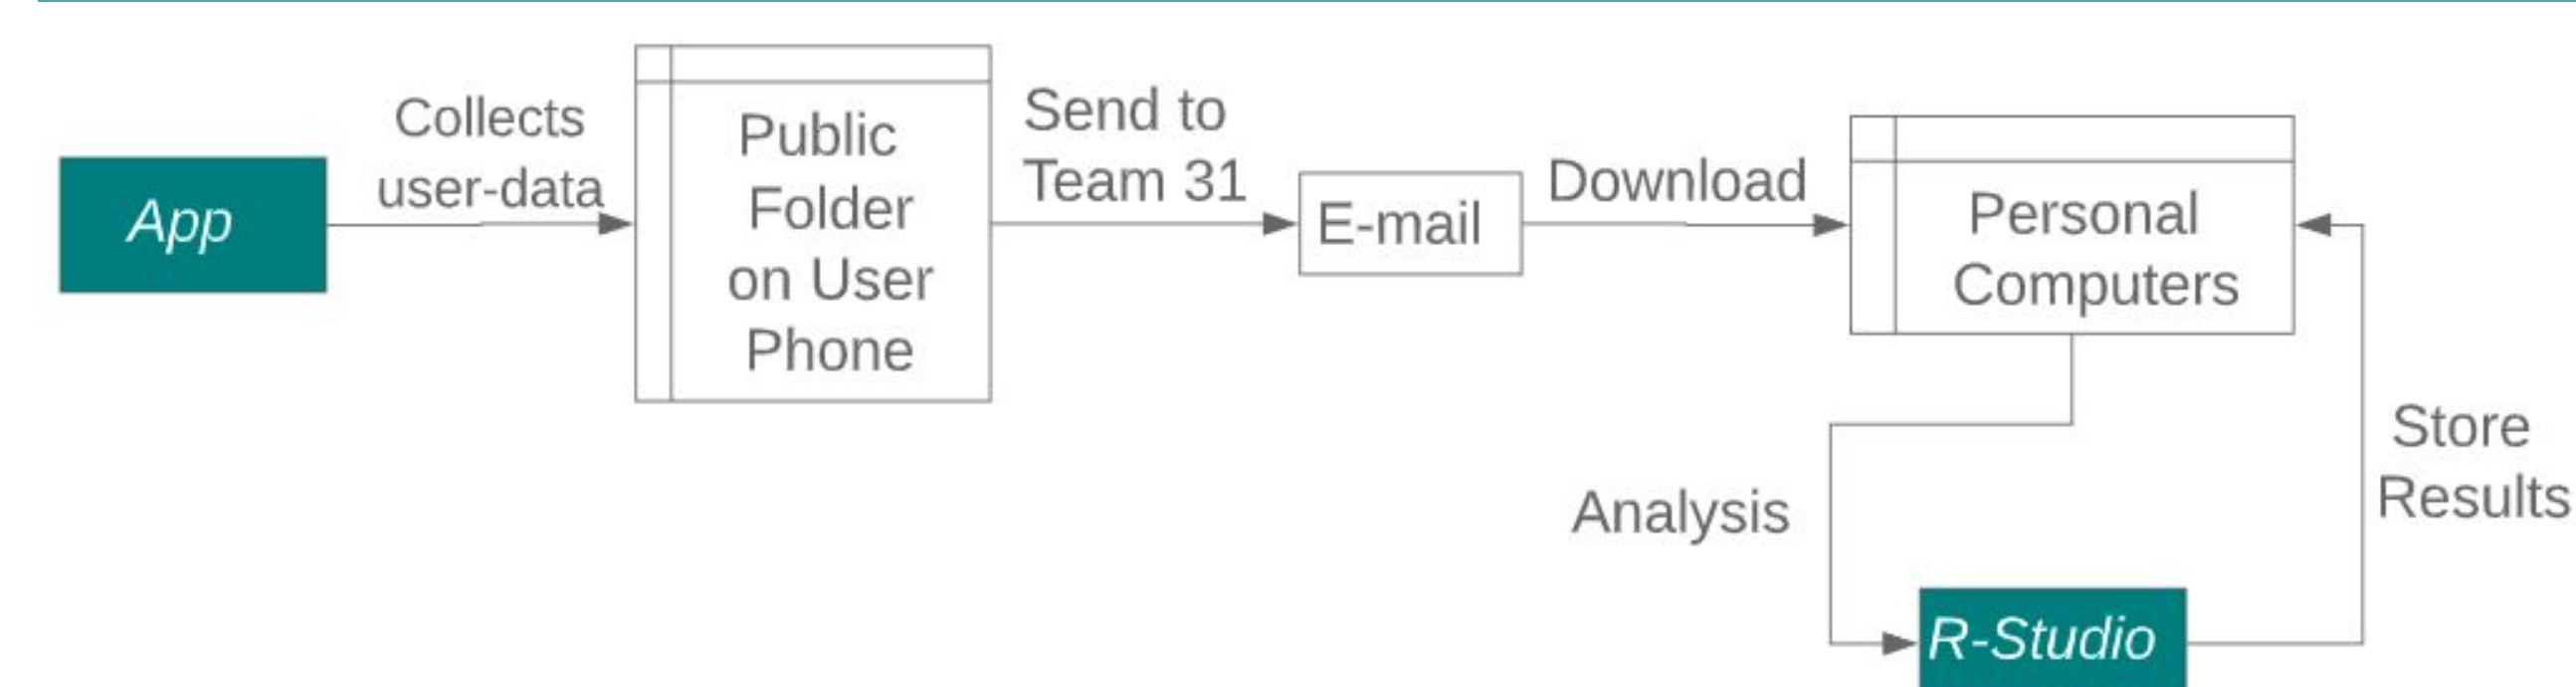 App
Collects
user-data
Public
Folder
on User
Phone
Send to
Team 31
E-mail
Download
Personal
Computers
Analysis
R-Studio
Store
Results